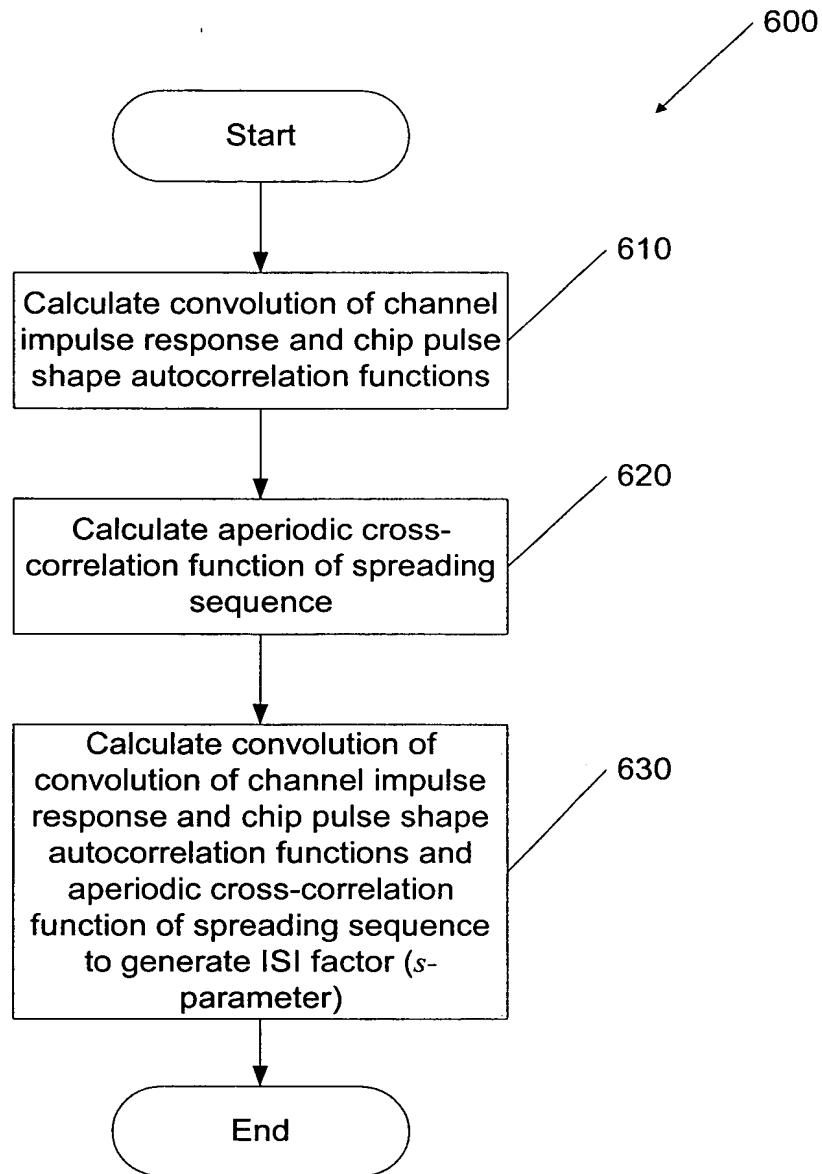 600
Start
610
Calculate convolution of channel
impulse response and chip pulse
shape autocorrelation functions
620
Calculate aperiodic cross-
correlation function of spreading
sequence
630
Calculate convolution of
convolution of channel impulse
response and chip pulse shape
autocorrelation functions and
aperiodic cross-correlation
function of spreading sequence
to generate ISI factor (s-
parameter)
End